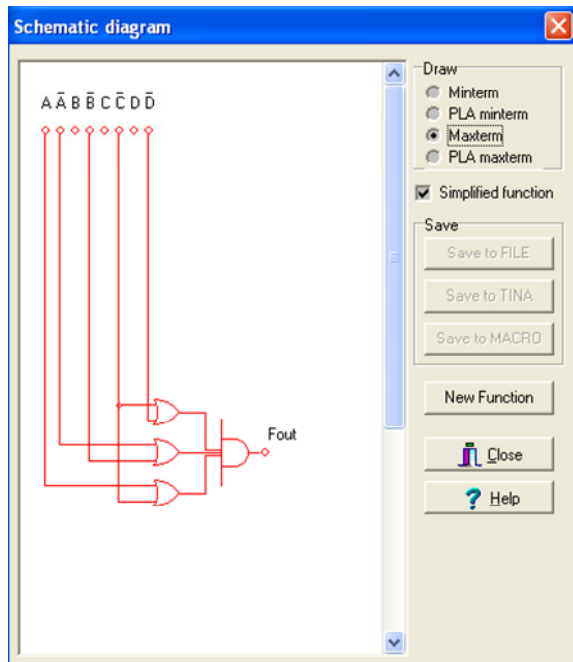 Schematic diagram
A Ā B B̄ C C̄ D D̄
Fout
Draw
Minterm
PLA minterm
Maxterm
PLA maxterm
Simplified function
Save
Save to FILE
Save to TINA
Save to MACRO
New Function
Close
? Help